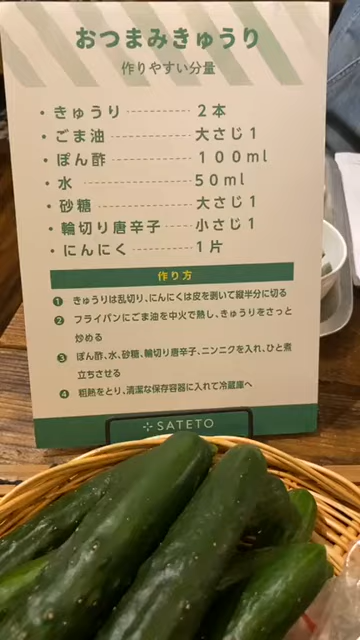 おつまみきゅうり
作りやすい分量
・きゅうり ------------ 2本
・ごま油 -------------- 大さじ1
・ぽん酢 -------------- 100ml
・水 ------------------ 50ml
・砂糖 ---------------- 大さじ1
・輪切り唐辛子 ------ 小さじ1
・にんにく ------------ 1片
作り方
❶ きゅうりは乱切り、にんにくは皮を剥いて縦半分に切る
❷ フライパンにごま油を中火で熱し、きゅうりをさっと
炒める
❸ ぽん酢、水、砂糖、輪切り唐辛子、ニンニクを入れ、ひと煮
立ちさせる
❹ 粗熱をとり、清潔な保存容器に入れて冷蔵庫へ
SATETO